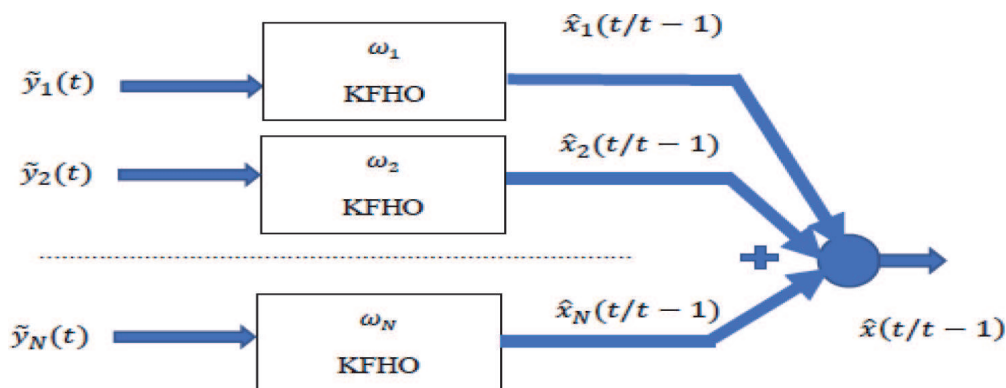 ỹ₁(t)
ω₁
KFHO
x̂₁(t/t − 1)
ỹ₂(t)
ω₂
KFHO
x̂₂(t/t − 1)
+
ỹ_N(t)
ω_N
KFHO
x̂_N(t/t − 1)
x̂(t/t − 1)